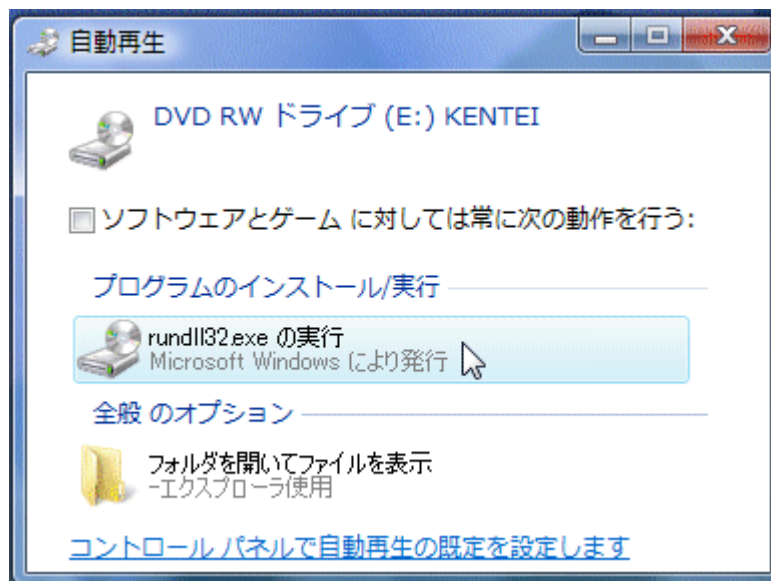 自動再生
DVD RW ドライブ (E:) KENTEI
ソフトウェアとゲーム に対しては常に次の動作を行う:
プログラムのインストール/実行
rundll32.exe の実行
Microsoft Windows により発行
全般 のオプション
フォルダを開いてファイルを表示
-エクスプローラ使用
コントロール パネルで自動再生の既定を設定します